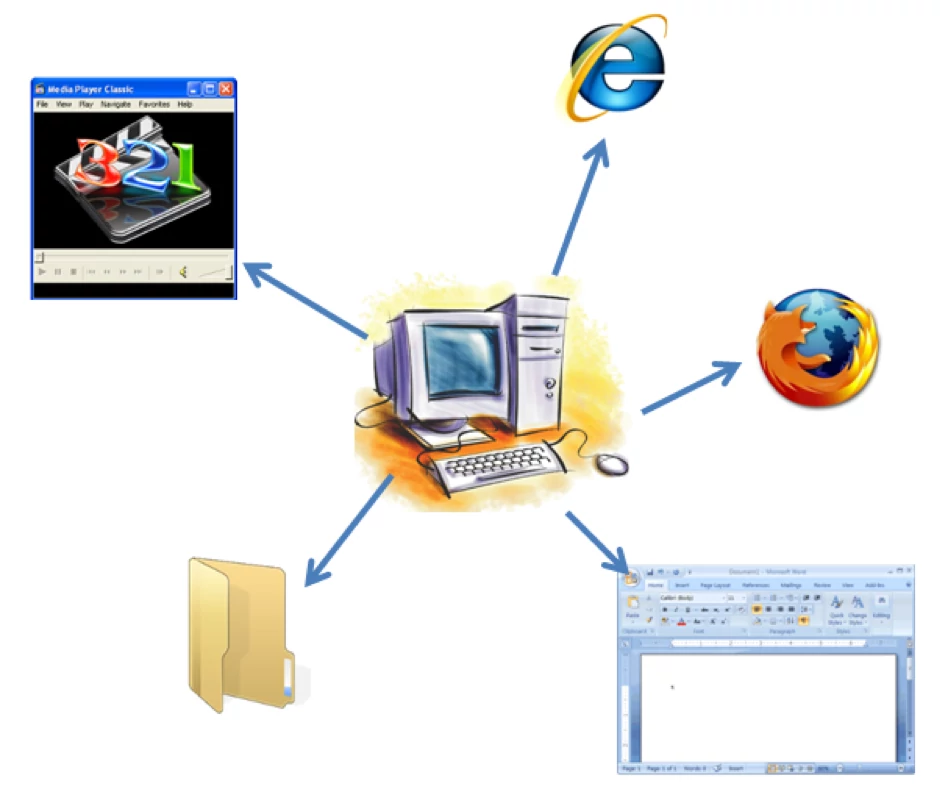 Media Player Classic
File View Play Navigate Favorites Help
321
e
Document1 - Microsoft Word
Home Insert Page Layout References Mailings Review View Add-Ins
Calibri (Body) 11
Paste
Quick Styles Change Styles Editing
Clipboard Font Paragraph Styles
Page: 1 Page 1 of 1 Words: 0 Insert